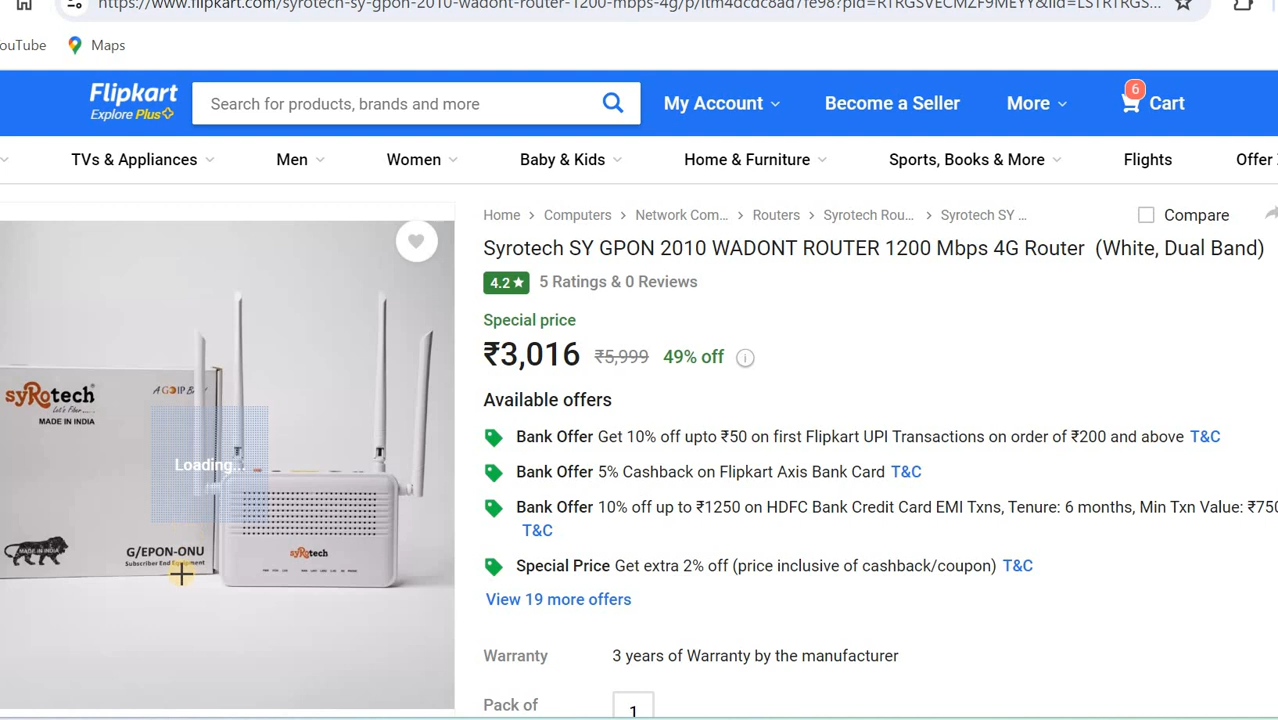 https://www.flipkart.com/syrotech-sy-gpon-2010-wadont-router-1200-mbps-4g/p/itm4dcdc8ad7fe98?pid=RTRGSVECMZF9MEYY&lid=LSTRTRGS...
ouTube Maps
Flipkart
Explore Plus
Search for products, brands and more
My Account
Become a Seller
More
6
Cart
TVs & Appliances
Men
Women
Baby & Kids
Home & Furniture
Sports, Books & More
Flights
Offer
Home > Computers > Network Com... > Routers > Syrotech Rou... > Syrotech SY ...
Compare
Syrotech SY GPON 2010 WADONT ROUTER 1200 Mbps 4G Router (White, Dual Band)
4.2★ 5 Ratings & 0 Reviews
Special price
₹3,016 ₹5,999 49% off
Available offers
Bank Offer Get 10% off upto ₹50 on first Flipkart UPI Transactions on order of ₹200 and above T&C
Bank Offer 5% Cashback on Flipkart Axis Bank Card T&C
Bank Offer 10% off up to ₹1250 on HDFC Bank Credit Card EMI Txns, Tenure: 6 months, Min Txn Value: ₹750
T&C
Special Price Get extra 2% off (price inclusive of cashback/coupon) T&C
View 19 more offers
Warranty 3 years of Warranty by the manufacturer
Pack of 1
syRotech
Let's Fiber.....
MADE IN INDIA
Loading...
MADE IN INDIA
G/EPON-ONU
Subscriber End Equipment
syRotech